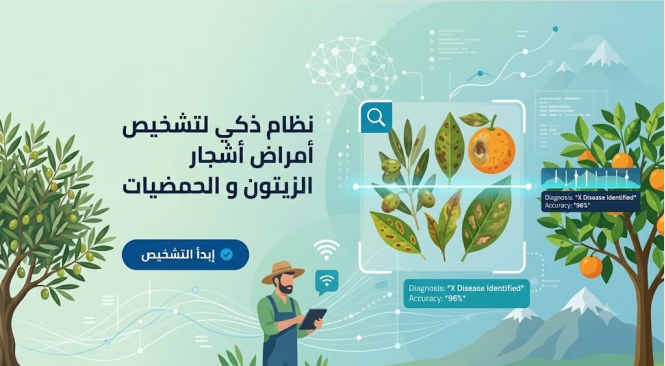 نظام ذكي لتشخيص
أمراض أشجار
الزيتون و الحمضيات
إبدأ التشخيص
Diagnosis: "X Disease Identified"
Accuracy: "96%"
Diagnosis: "X Disease Identified"
Accuracy: "96%"